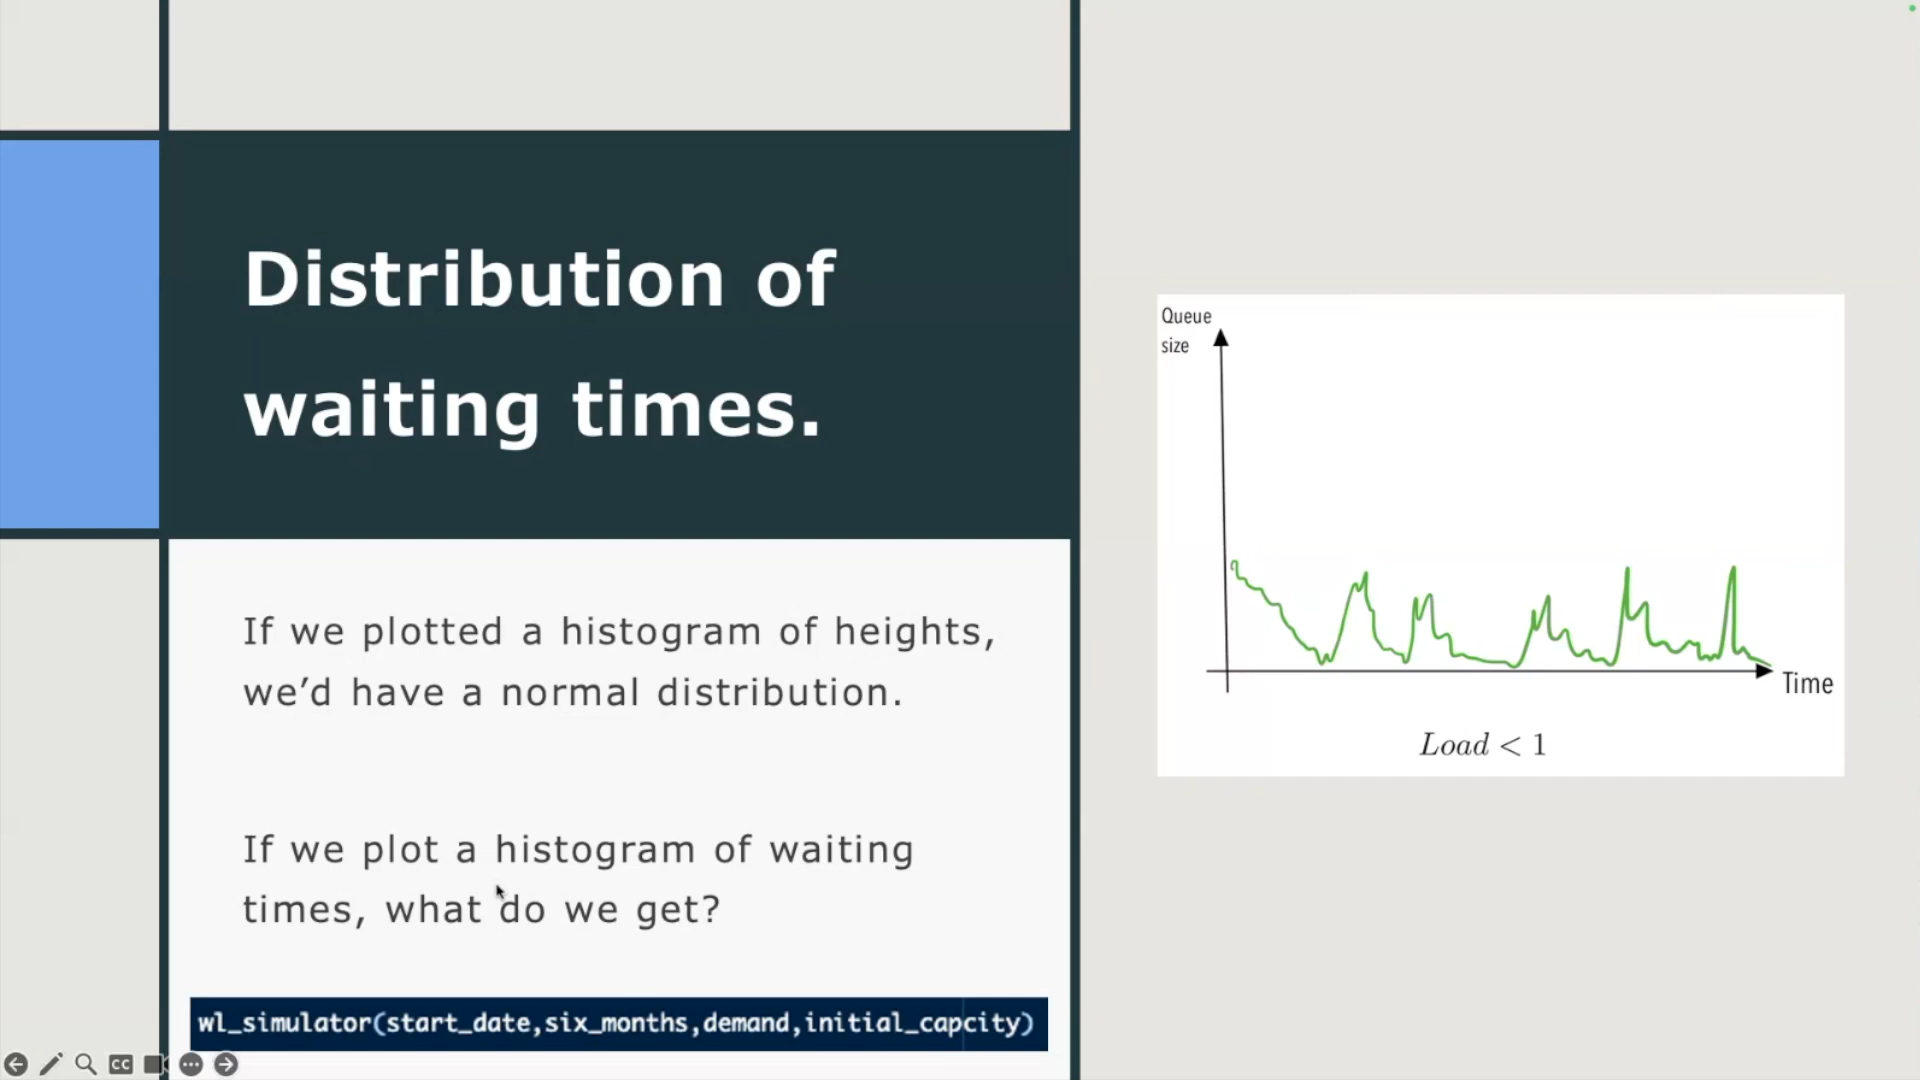 Distribution of
waiting times.
If we plotted a histogram of heights,
we’d have a normal distribution.
If we plot a histogram of waiting
times, what do we get?
wl_simulator(start_date,six_months,demand,initial_capcity)
Queue
size
Time
Load < 1
CC